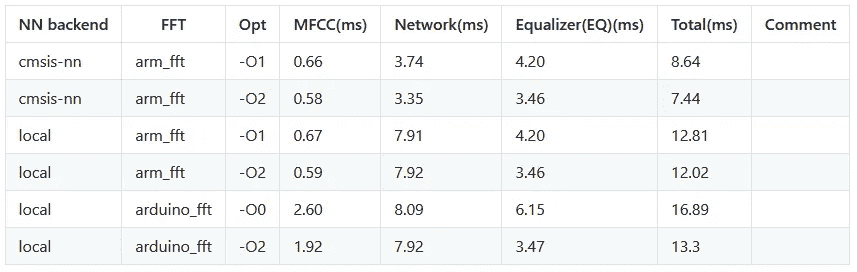 NN backend FFT Opt MFCC(ms) Network(ms) Equalizer(EQ)(ms) Total(ms) Comment
cmsis-nn arm_fft -O1 0.66 3.74 4.20 8.64
cmsis-nn arm_fft -O2 0.58 3.35 3.46 7.44
local arm_fft -O1 0.67 7.91 4.20 12.81
local arm_fft -O2 0.59 7.92 3.46 12.02
local arduino_fft -O0 2.60 8.09 6.15 16.89
local arduino_fft -O2 1.92 7.92 3.47 13.3